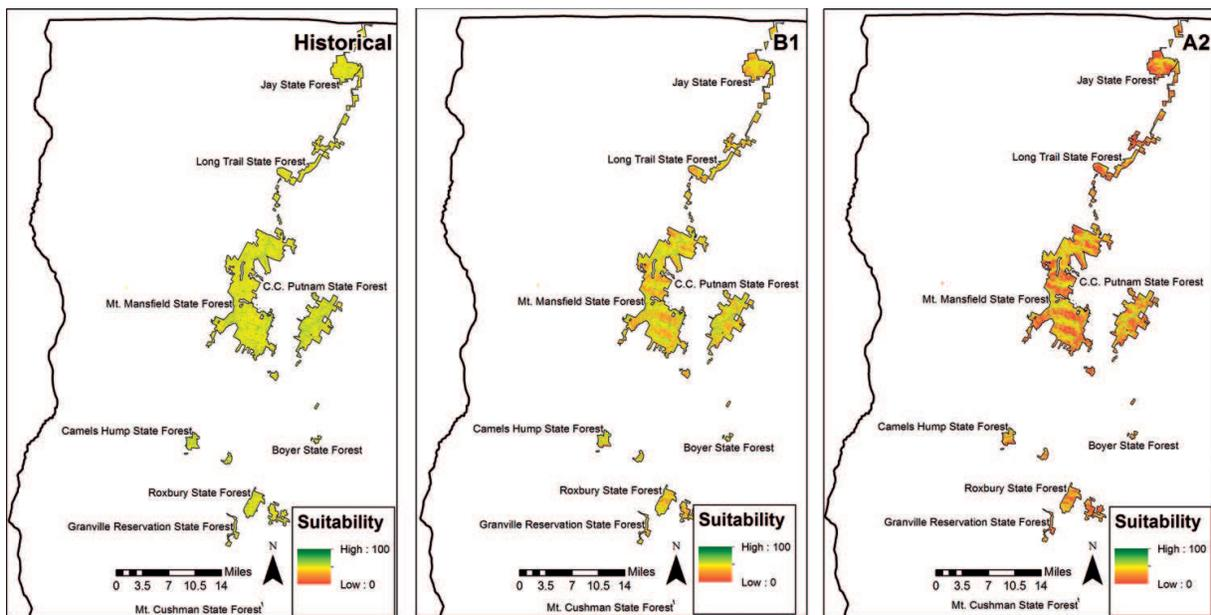 Historical
Jay State Forest
Long Trail State Forest
C.C. Putnam State Forest
Mt. Mansfield State Forest
Camels Hump State Forest
Boyer State Forest
Roxbury State Forest
Granville Reservation State Forest
Suitability
High : 100
Low : 0
N
Miles
0 3.5 7 10.5 14
Mt. Cushman State Forest
B1
Jay State Forest
Long Trail State Forest
C.C. Putnam State Forest
Mt. Mansfield State Forest
Camels Hump State Forest
Boyer State Forest
Roxbury State Forest
Granville Reservation State Forest
Suitability
High : 100
Low : 0
N
Miles
0 3.5 7 10.5 14
Mt. Cushman State Forest
A2
Jay State Forest
Long Trail State Forest
C.C. Putnam State Forest
Mt. Mansfield State Forest
Camels Hump State Forest
Boyer State Forest
Roxbury State Forest
Granville Reservation State Forest
Suitability
High : 100
Low : 0
N
Miles
0 3.5 7 10.5 14
Mt. Cushman State Forest